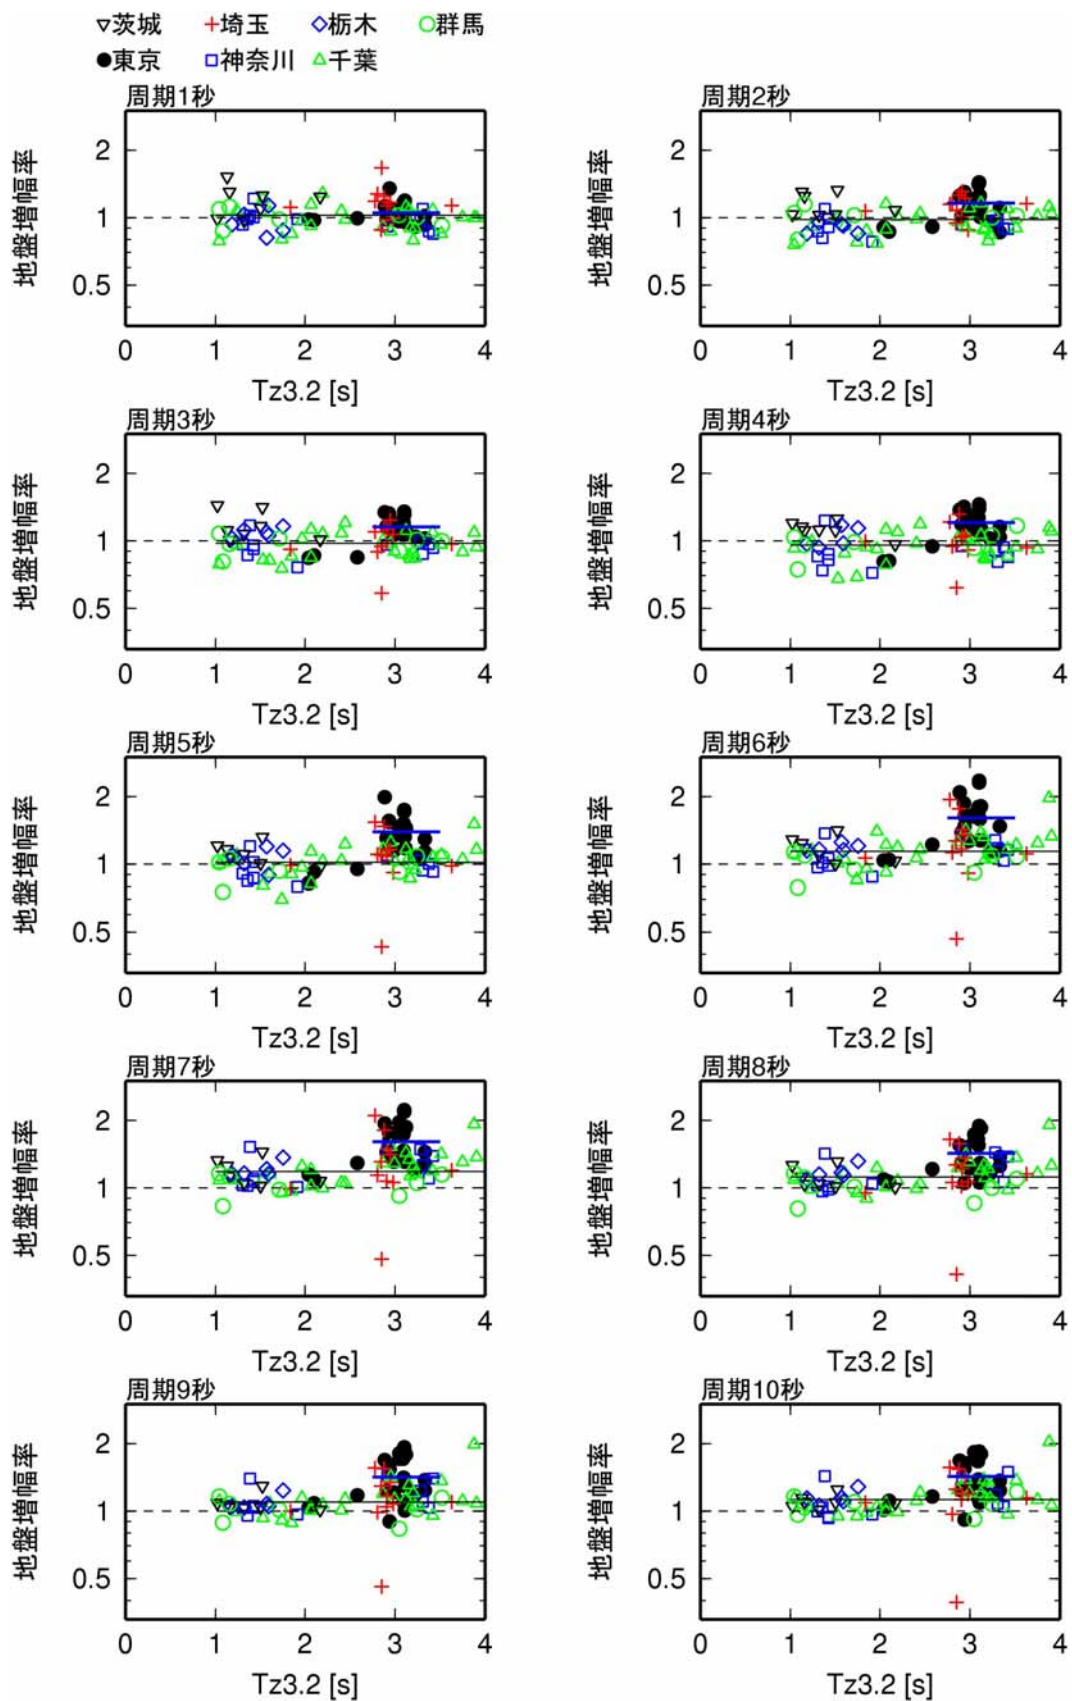 茨城 埼玉 栃木 群馬
東京 神奈川 千葉
周期1秒
地盤増幅率
2
1
0.5
0 1 2 3 4
Tz3.2 [s]
周期2秒
地盤増幅率
2
1
0.5
0 1 2 3 4
Tz3.2 [s]
周期3秒
地盤増幅率
2
1
0.5
0 1 2 3 4
Tz3.2 [s]
周期4秒
地盤増幅率
2
1
0.5
0 1 2 3 4
Tz3.2 [s]
周期5秒
地盤増幅率
2
1
0.5
0 1 2 3 4
Tz3.2 [s]
周期6秒
地盤増幅率
2
1
0.5
0 1 2 3 4
Tz3.2 [s]
周期7秒
地盤増幅率
2
1
0.5
0 1 2 3 4
Tz3.2 [s]
周期8秒
地盤増幅率
2
1
0.5
0 1 2 3 4
Tz3.2 [s]
周期9秒
地盤増幅率
2
1
0.5
0 1 2 3 4
Tz3.2 [s]
周期10秒
地盤増幅率
2
1
0.5
0 1 2 3 4
Tz3.2 [s]